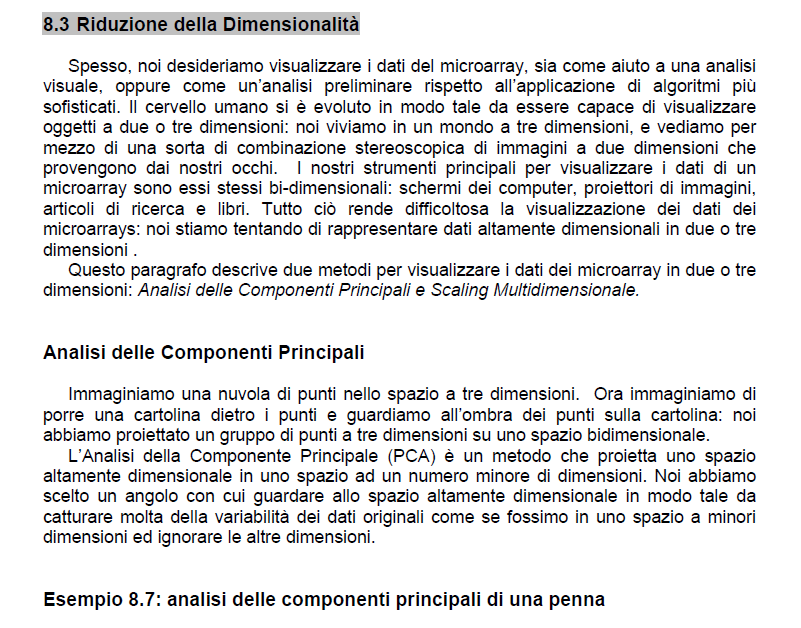 8.3 Riduzione della Dimensionalità
Spesso, noi desideriamo visualizzare i dati del microarray, sia come aiuto a una analisi
visuale, oppure come un'analisi preliminare rispetto all'applicazione di algoritmi più
sofisticati. Il cervello umano si è evoluto in modo tale da essere capace di visualizzare
oggetti a due o tre dimensioni: noi viviamo in un mondo a tre dimensioni, e vediamo per
mezzo di una sorta di combinazione stereoscopica di immagini a due dimensioni che
provengono dai nostri occhi. I nostri strumenti principali per visualizzare i dati di un
microarray sono essi stessi bi-dimensionali: schermi dei computer, proiettori di immagini,
articoli di ricerca e libri. Tutto ciò rende difficoltosa la visualizzazione dei dati dei
microarrays: noi stiamo tentando di rappresentare dati altamente dimensionali in due o tre
dimensioni .
Questo paragrafo descrive due metodi per visualizzare i dati dei microarray in due o tre
dimensioni: Analisi delle Componenti Principali e Scaling Multidimensionale.
Analisi delle Componenti Principali
Immaginiamo una nuvola di punti nello spazio a tre dimensioni. Ora immaginiamo di
porre una cartolina dietro i punti e guardiamo all'ombra dei punti sulla cartolina: noi
abbiamo proiettato un gruppo di punti a tre dimensioni su uno spazio bidimensionale.
L'Analisi della Componente Principale (PCA) è un metodo che proietta uno spazio
altamente dimensionale in uno spazio ad un numero minore di dimensioni. Noi abbiamo
scelto un angolo con cui guardare allo spazio altamente dimensionale in modo tale da
catturare molta della variabilità dei dati originali come se fossimo in uno spazio a minori
dimensioni ed ignorare le altre dimensioni.
Esempio 8.7: analisi delle componenti principali di una penna